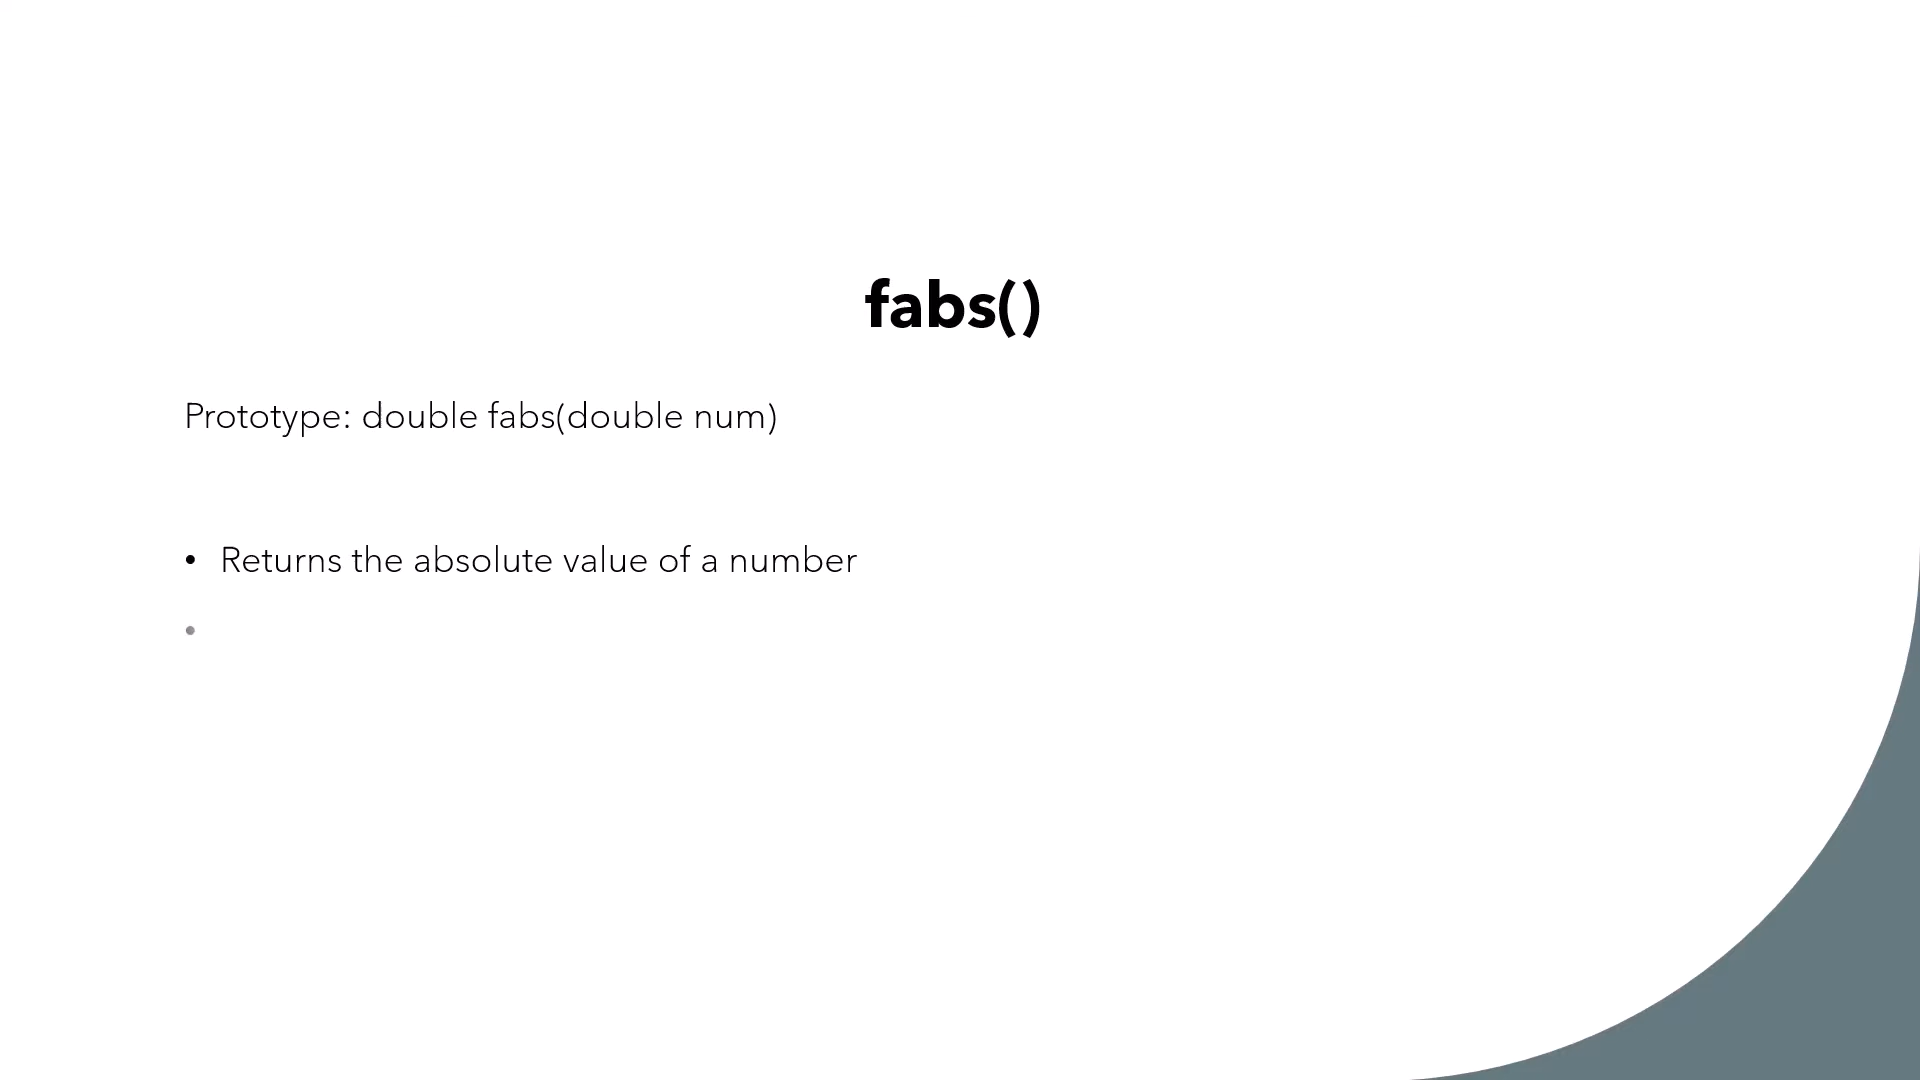 fabs()
Prototype: double fabs(double num)
• Returns the absolute value of a number
•